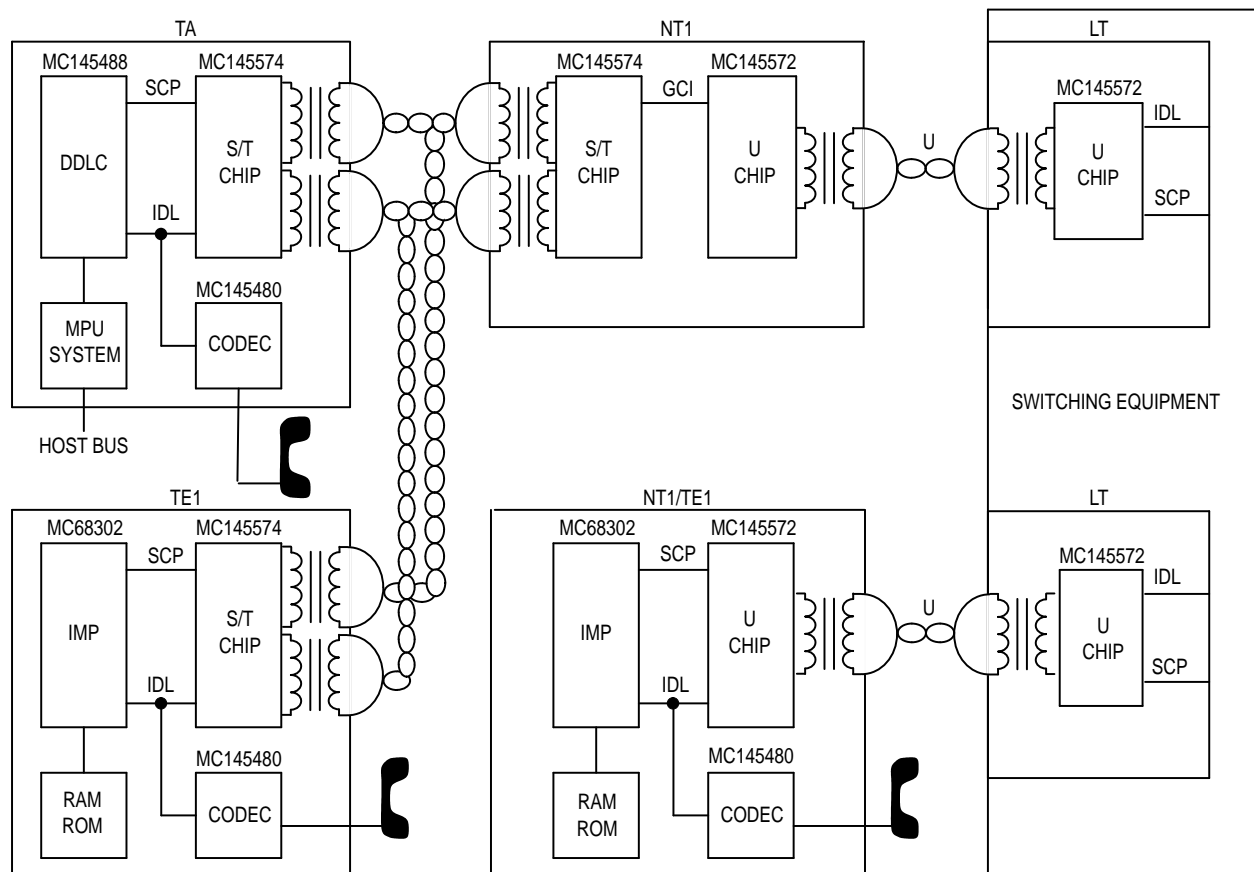 TA
MC145488
MC145574
SCP
DDLC
S/T
CHIP
IDL
MC145480
MPU
SYSTEM
CODEC
HOST BUS
NT1
MC145574
MC145572
GCI
S/T
CHIP
U
CHIP
U
LT
MC145572
IDL
U
CHIP
SCP
SWITCHING EQUIPMENT
TE1
MC68302
MC145574
SCP
IMP
S/T
CHIP
IDL
MC145480
RAM
ROM
CODEC
NT1/TE1
MC68302
MC145572
SCP
IMP
U
CHIP
IDL
MC145480
RAM
ROM
CODEC
U
LT
MC145572
IDL
U
CHIP
SCP